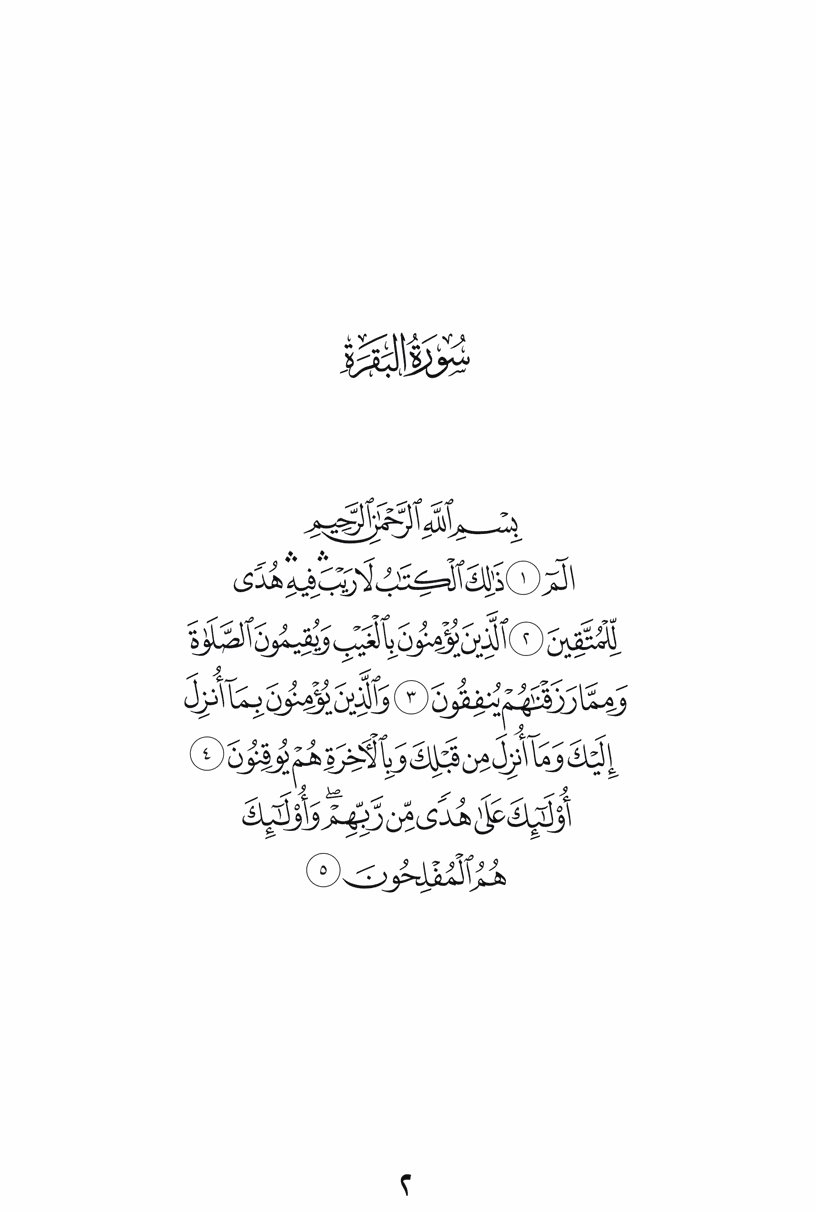 سُورَةُ البَقَرَةِ
بِسْمِ ٱللَّهِ ٱلرَّحْمَٰنِ ٱلرَّحِيمِ
الٓمٓ ١ ذَٰلِكَ ٱلْكِتَٰبُ لَا رَيْبَ ۛ فِيهِ ۛ هُدًى
لِّلْمُتَّقِينَ ٢ ٱلَّذِينَ يُؤْمِنُونَ بِٱلْغَيْبِ وَيُقِيمُونَ ٱلصَّلَوٰةَ
وَمِمَّا رَزَقْنَٰهُمْ يُنفِقُونَ ٣ وَٱلَّذِينَ يُؤْمِنُونَ بِمَآ أُنزِلَ
إِلَيْكَ وَمَآ أُنزِلَ مِن قَبْلِكَ وَبِٱلْأَخِرَةِ هُمْ يُوقِنُونَ ٤
أُو۟لَٰٓئِكَ عَلَىٰ هُدًى مِّن رَّبِّهِمْ ۖ وَأُو۟لَٰٓئِكَ
هُمُ ٱلْمُفْلِحُونَ ٥
٢